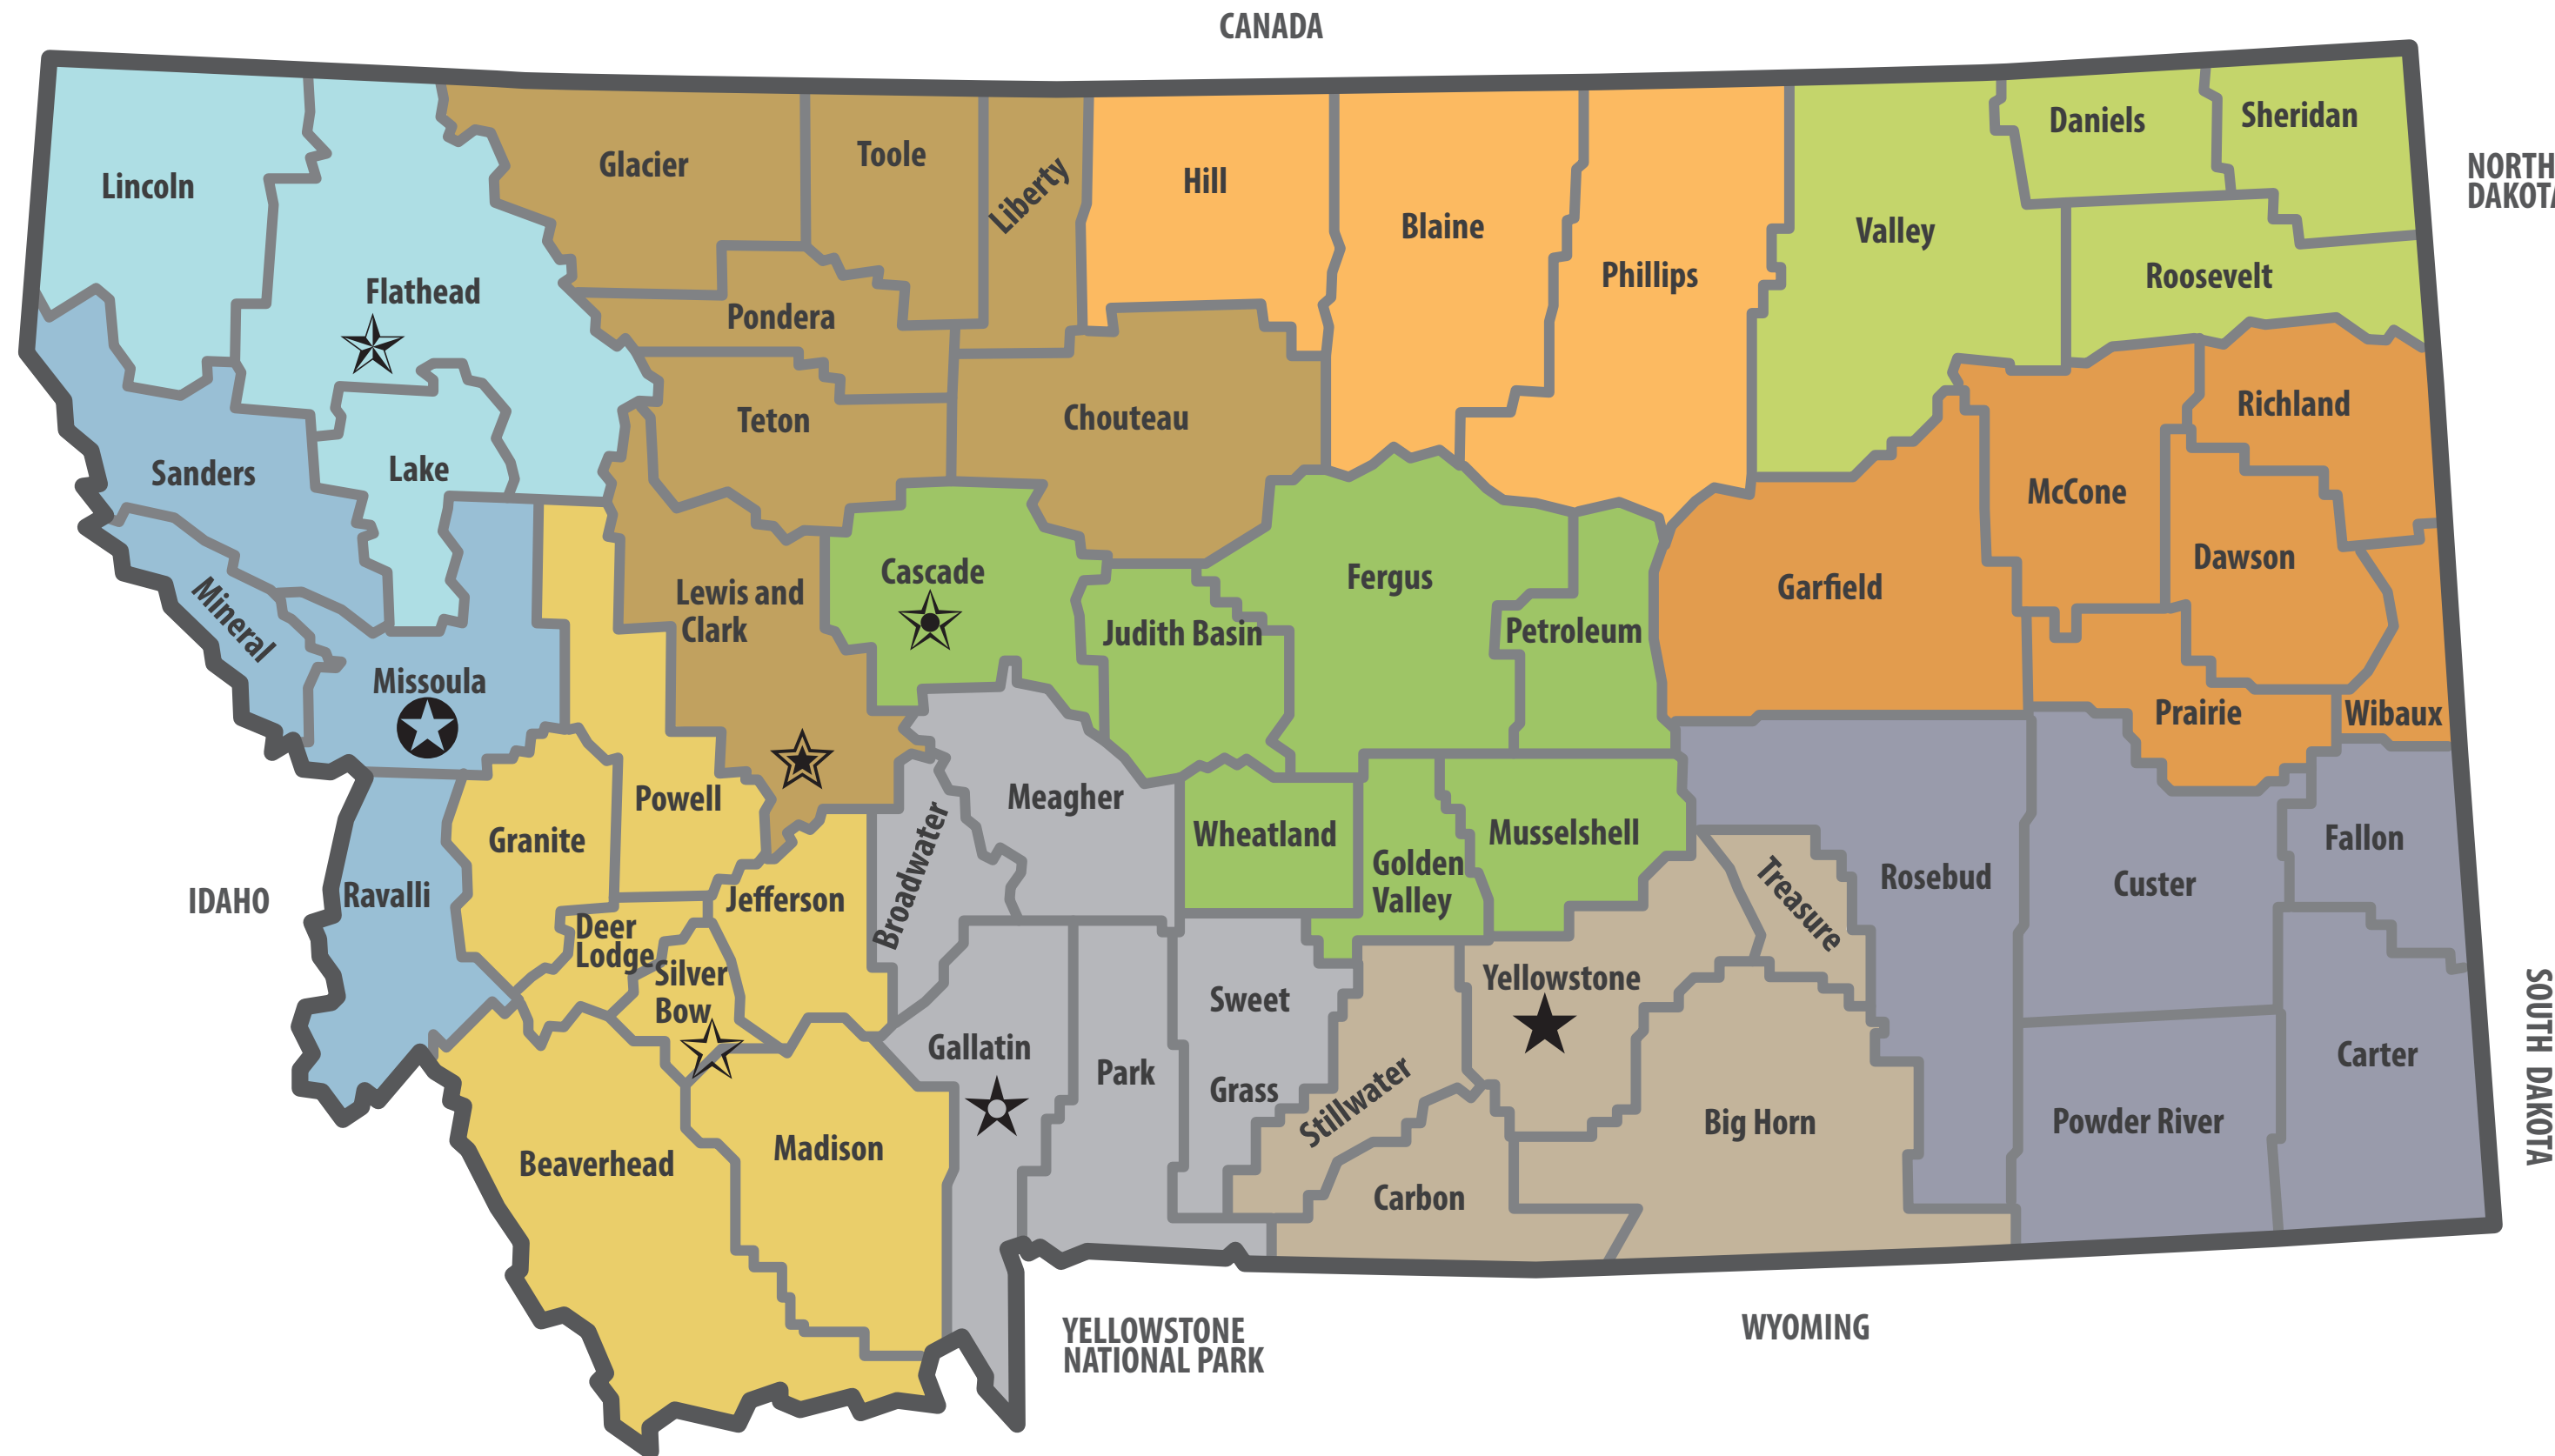 CANADA
Lincoln
Flathead
Glacier
Toole
Liberty
Hill
Blaine
Phillips
Valley
Daniels
Sheridan
Roosevelt
NORTH
DAKOTA
Pondera
Teton
Chouteau
Sanders
Lake
Mineral
Missoula
Lewis and
Clark
Cascade
Judith Basin
Fergus
Petroleum
Garfield
McCone
Richland
Dawson
Prairie
Wibaux
IDAHO
Ravalli
Granite
Powell
Deer
Lodge
Silver
Bow
Jefferson
Broadwater
Meagher
Wheatland
Golden
Valley
Musselshell
Treasure
Rosebud
Custer
Fallon
Carter
Powder River
SOUTH DAKOTA
Beaverhead
Madison
Gallatin
Park
Sweet
Grass
Stillwater
Yellowstone
Carbon
Big Horn
YELLOWSTONE
NATIONAL PARK
WYOMING